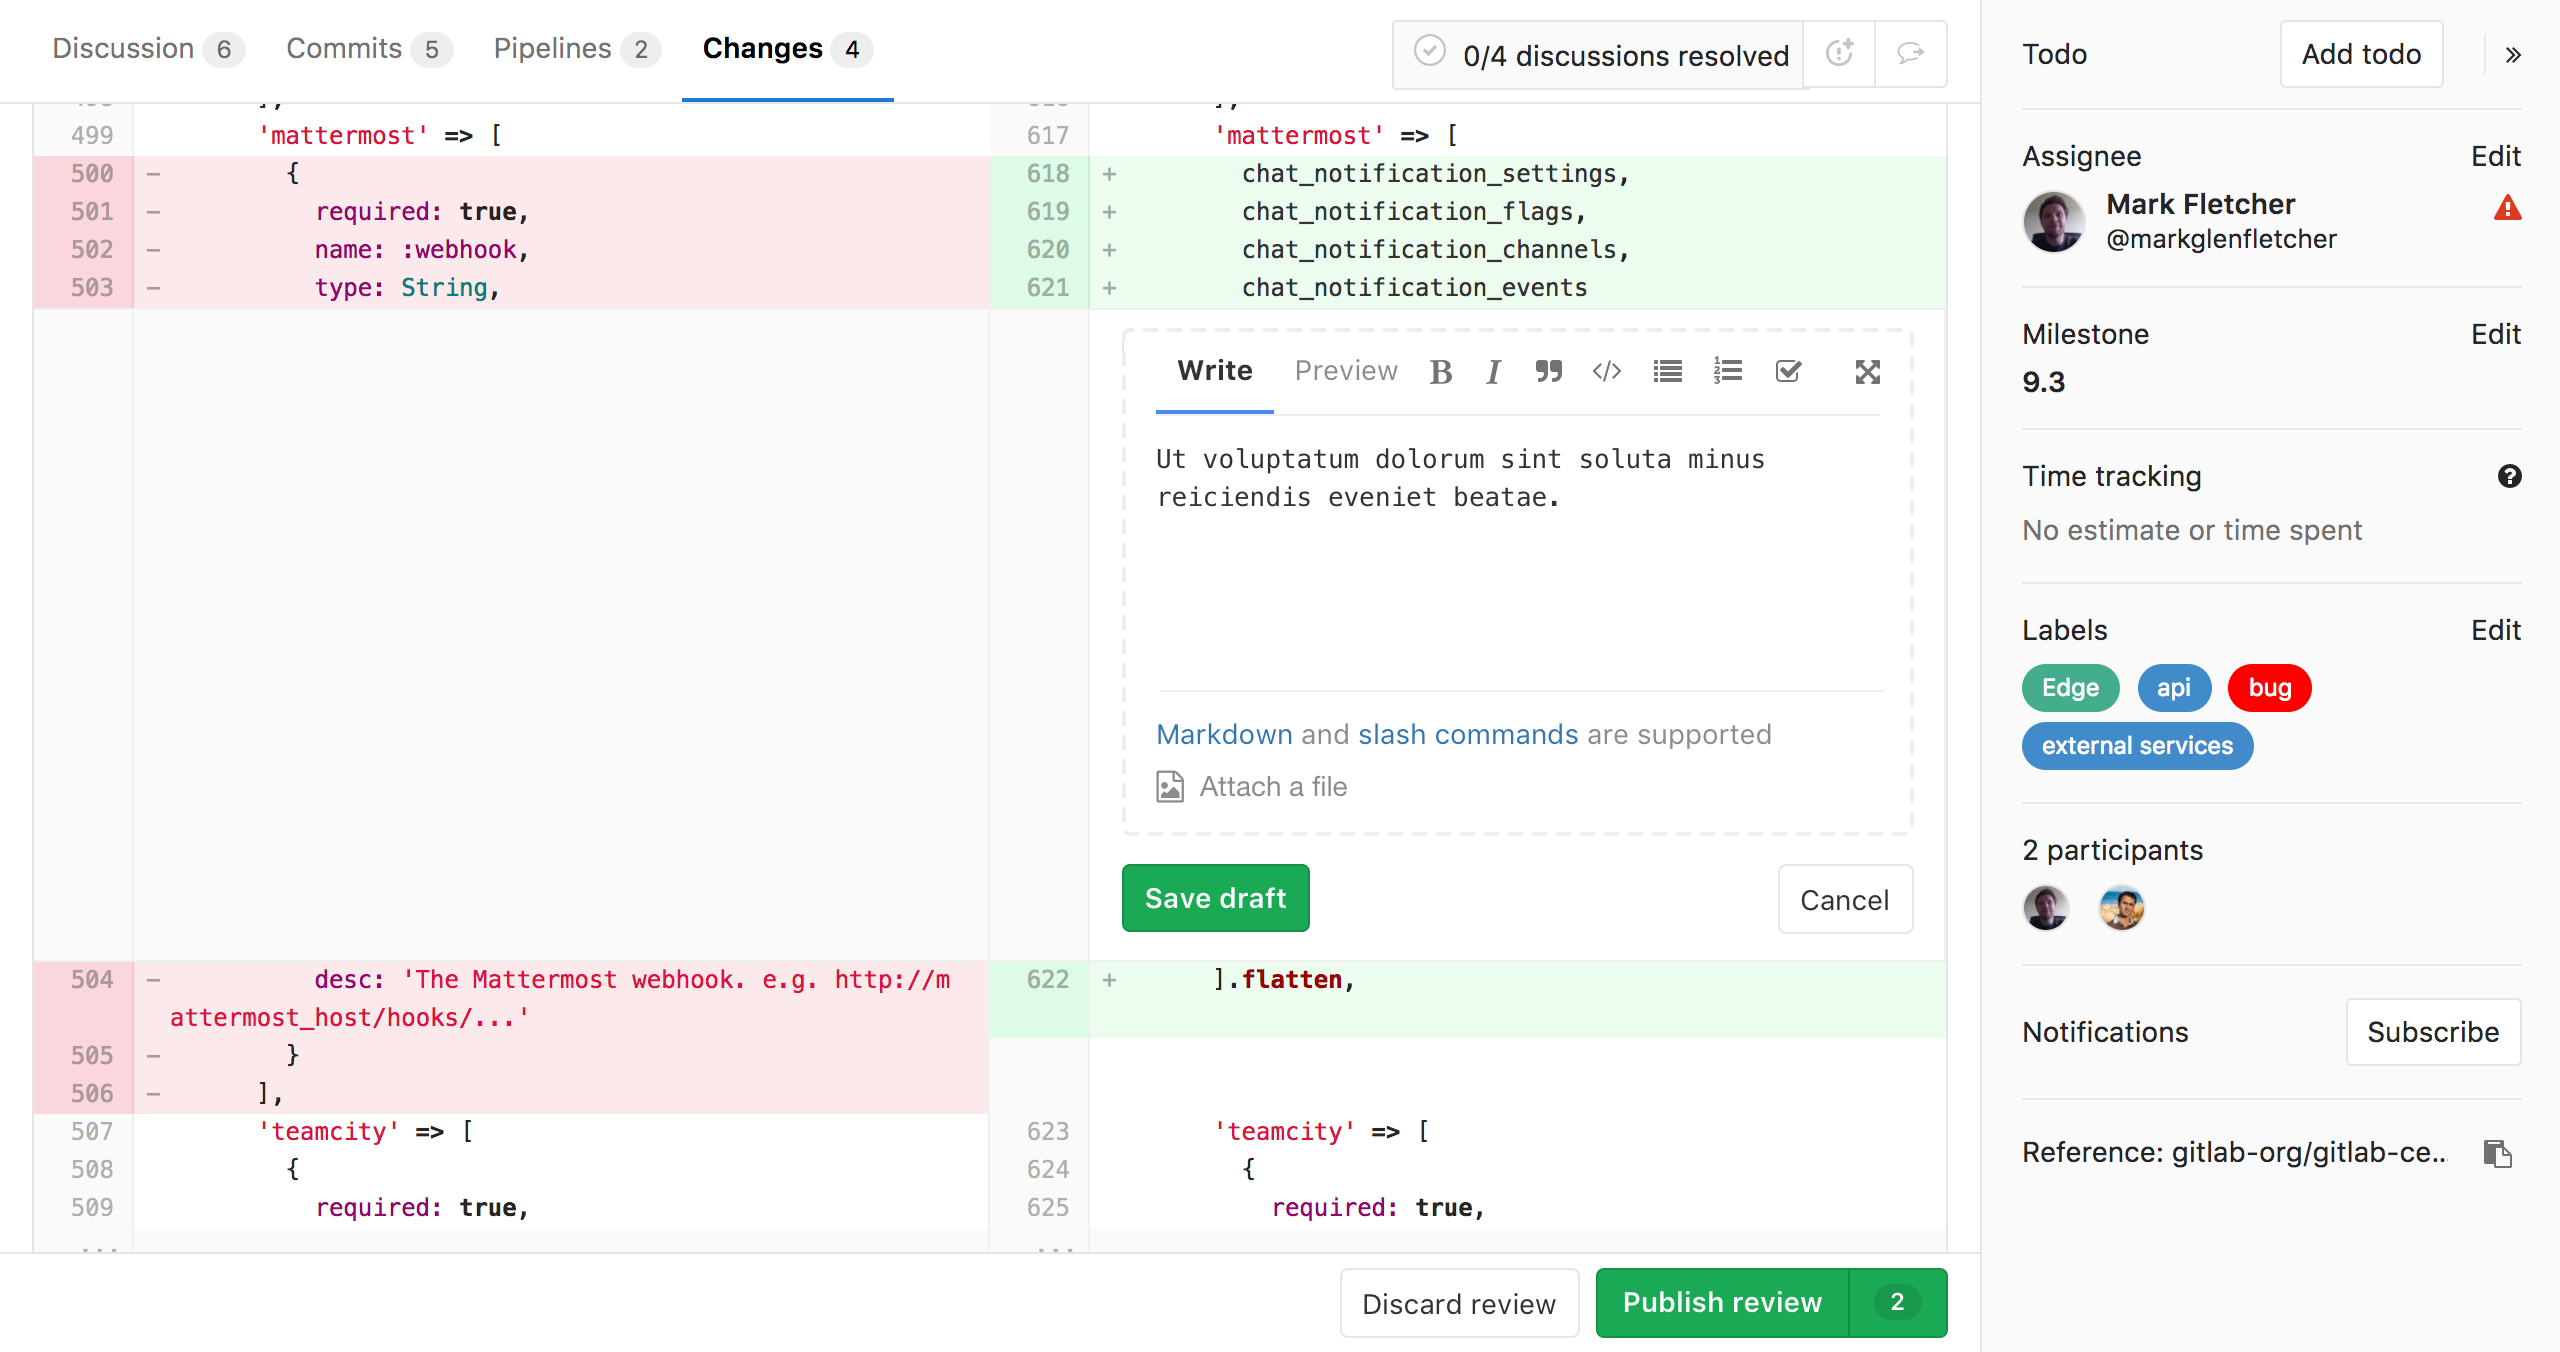 Discussion 6 Commits 5 Pipelines 2 Changes 4
0/4 discussions resolved
499 'mattermost' => [
500 – {
501 – required: true,
502 – name: :webhook,
503 – type: String,
617 'mattermost' => [
618 + chat_notification_settings,
619 + chat_notification_flags,
620 + chat_notification_channels,
621 + chat_notification_events
Write Preview
Ut voluptatum dolorum sint soluta minus
reiciendis eveniet beatae.
Markdown and slash commands are supported
Attach a file
Save draft Cancel
504 – desc: 'The Mattermost webhook. e.g. http://m
attermost_host/hooks/...'
505 – }
506 – ],
507 'teamcity' => [
508 {
509 required: true,
...
622 + ].flatten,
623 'teamcity' => [
624 {
625 required: true,
...
Discard review Publish review 2
Todo Add todo »
Assignee Edit
Mark Fletcher
@markglenfletcher
Milestone Edit
9.3
Time tracking
No estimate or time spent
Labels Edit
Edge api bug
external services
2 participants
Notifications Subscribe
Reference: gitlab-org/gitlab-ce...